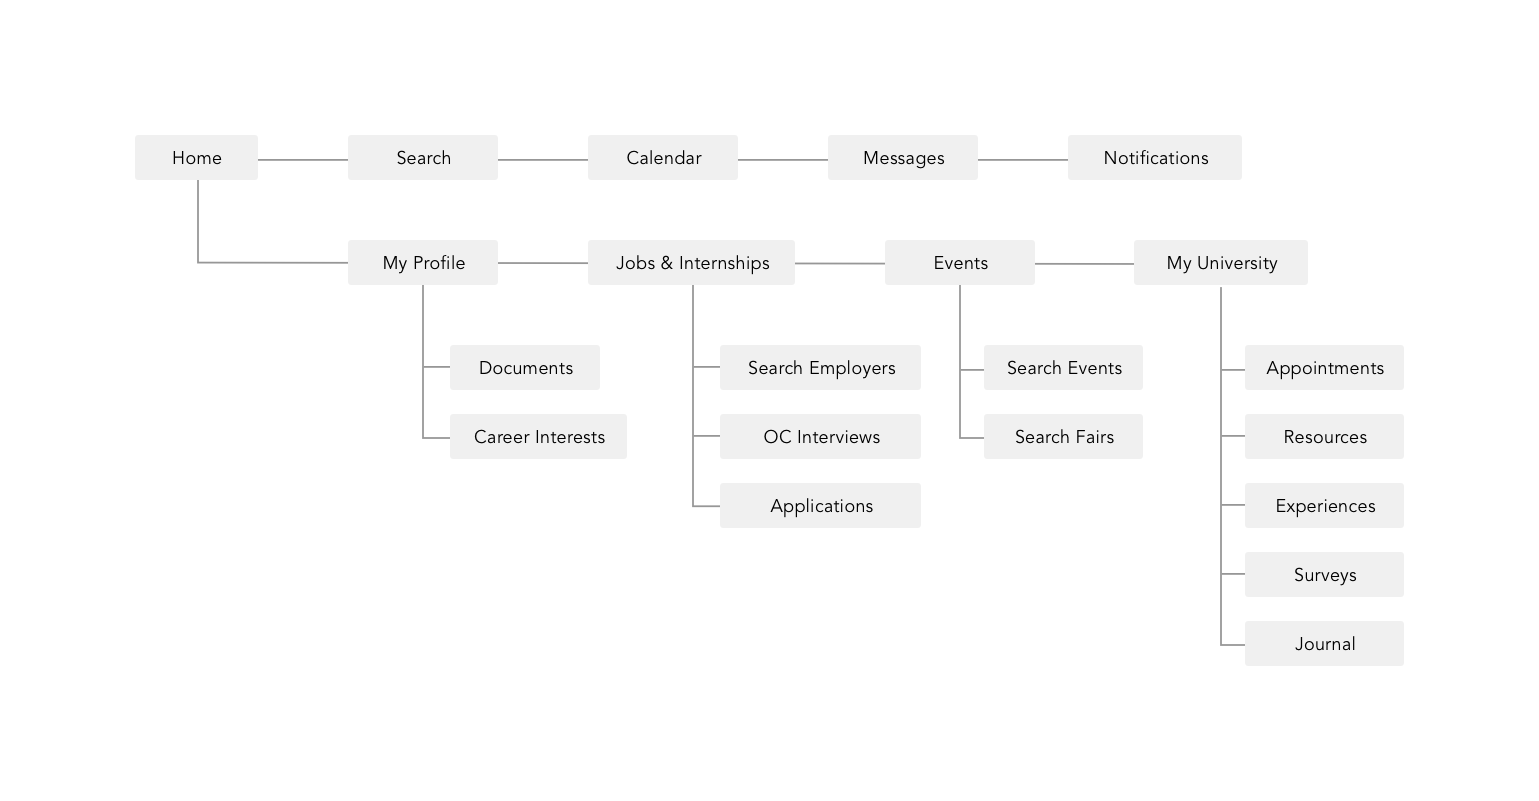 Home
Search
Calendar
Messages
Notifications
My Profile
Jobs & Internships
Events
My University
Documents
Career Interests
Search Employers
OC Interviews
Applications
Search Events
Search Fairs
Appointments
Resources
Experiences
Surveys
Journal